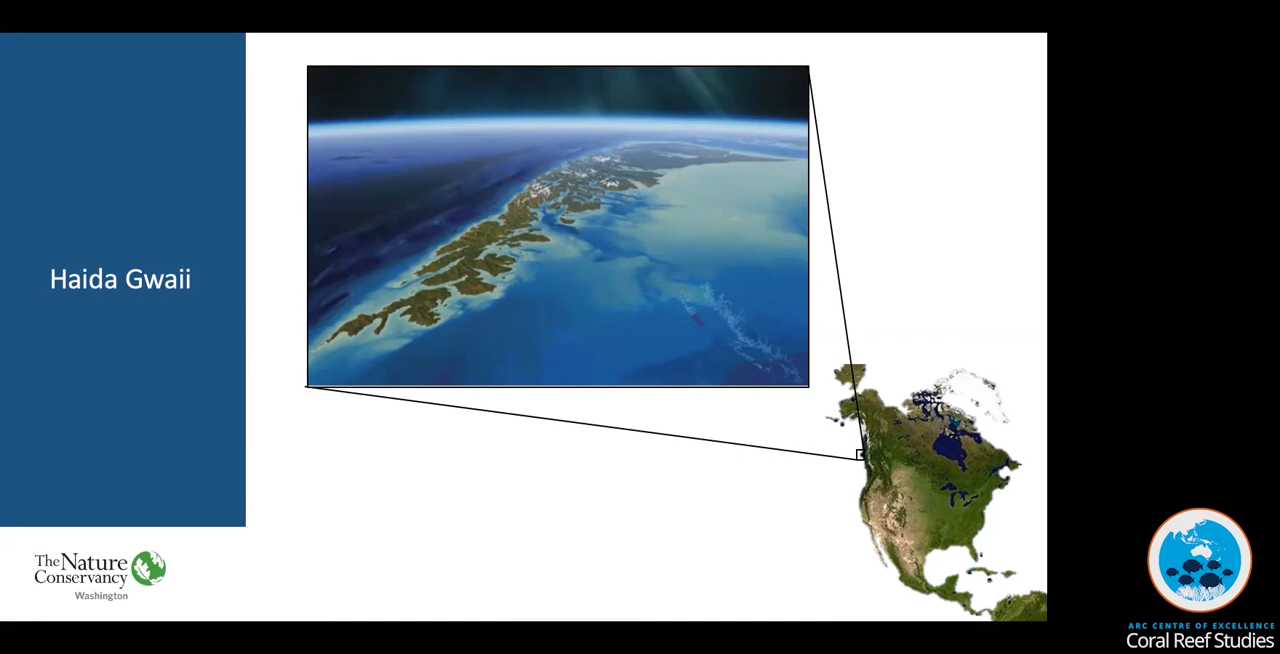 Haida Gwaii
The Nature
Conservancy
Washington
ARC CENTRE OF EXCELLENCE
Coral Reef Studies